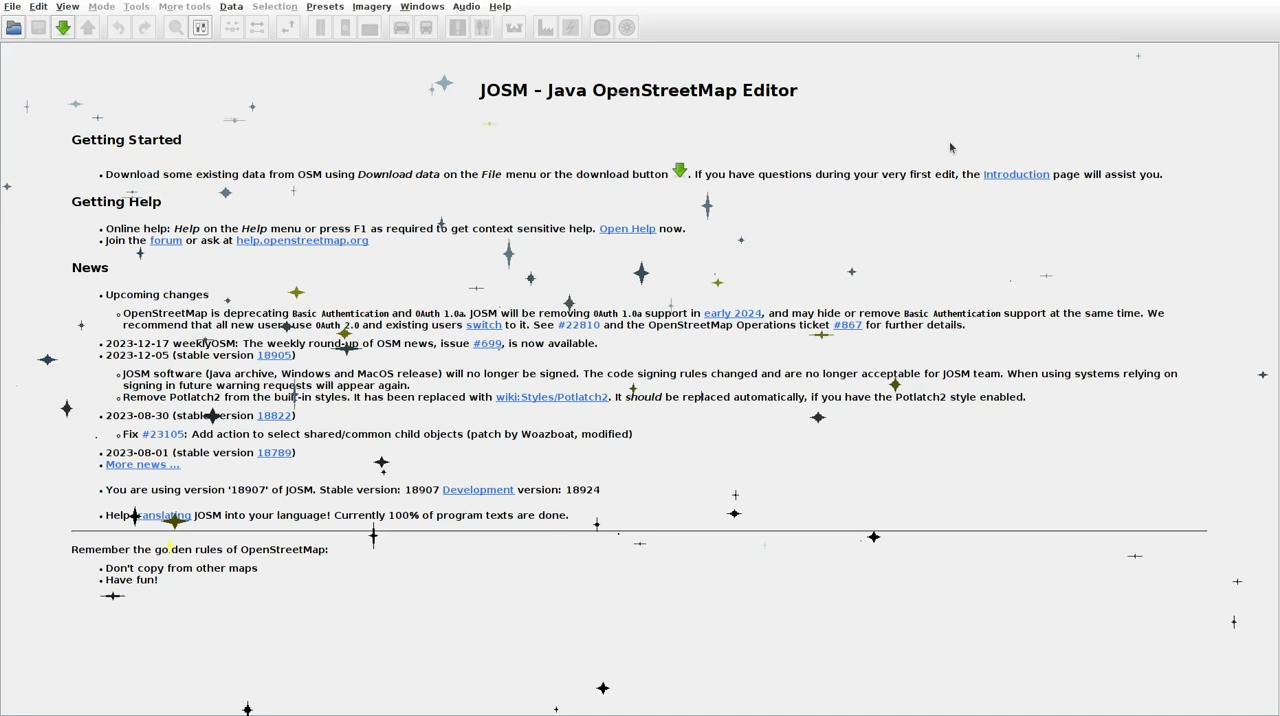 File Edit View Mode Tools More tools Data Selection Presets Imagery Windows Audio Help
JOSM – Java OpenStreetMap Editor
Getting Started
• Download some existing data from OSM using Download data on the File menu or the download button . If you have questions during your very first edit, the Introduction page will assist you.
Getting Help
• Online help: Help on the Help menu or press F1 as required to get context sensitive help. Open Help now.
• Join the forum or ask at help.openstreetmap.org
News
• Upcoming changes
OpenStreetMap is deprecating Basic Authentication and OAuth 1.0a. JOSM will be removing OAuth 1.0a support in early 2024, and may hide or remove Basic Authentication support at the same time. We
recommend that all new users use OAuth 2.0 and existing users switch to it. See #22810 and the OpenStreetMap Operations ticket #867 for further details.
• 2023-12-17 weeklyOSM: The weekly round-up of OSM news, issue #699, is now available.
• 2023-12-05 (stable version 18905)
JOSM software (Java archive, Windows and MacOS release) will no longer be signed. The code signing rules changed and are no longer acceptable for JOSM team. When using systems relying on
signing in future warning requests will appear again.
Remove Potlatch2 from the built-in styles. It has been replaced with wiki:Styles/Potlatch2. It should be replaced automatically, if you have the Potlatch2 style enabled.
• 2023-08-30 (stable version 18822)
Fix #23105: Add action to select shared/common child objects (patch by Woazboat, modified)
• 2023-08-01 (stable version 18789)
• More news ...
• You are using version '18907' of JOSM. Stable version: 18907 Development version: 18924
• Help translating JOSM into your language! Currently 100% of program texts are done.
Remember the golden rules of OpenStreetMap:
• Don't copy from other maps
• Have fun!